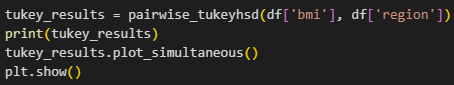 tukey_results = pairwise_tukeyhsd(df['bmi'], df['region'])
print(tukey_results)
tukey_results.plot_simultaneous()
plt.show()